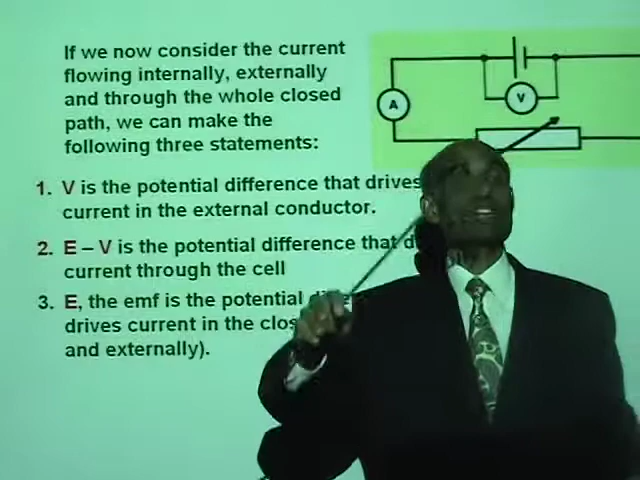 If we now consider the current
flowing internally, externally
and through the whole closed
path, we can make the
following three statements:
A
V
1. V is the potential difference that drives
current in the external conductor.
2. E – V is the potential difference that
current through the cell
3. E, the emf is the potential
drives current in the
and externally).